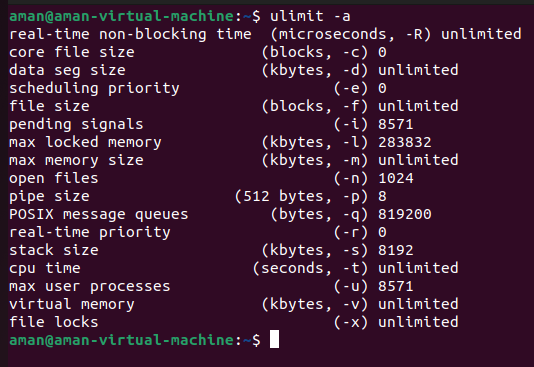 aman@aman-virtual-machine:~$ ulimit -a
real-time non-blocking time  (microseconds, -R) unlimited
core file size              (blocks, -c) 0
data seg size               (kbytes, -d) unlimited
scheduling priority                 (-e) 0
file size                   (blocks, -f) unlimited
pending signals                     (-i) 8571
max locked memory           (kbytes, -l) 283832
max memory size             (kbytes, -m) unlimited
open files                          (-n) 1024
pipe size                (512 bytes, -p) 8
POSIX message queues         (bytes, -q) 819200
real-time priority                  (-r) 0
stack size                  (kbytes, -s) 8192
cpu time                   (seconds, -t) unlimited
max user processes                  (-u) 8571
virtual memory              (kbytes, -v) unlimited
file locks                          (-x) unlimited
aman@aman-virtual-machine:~$